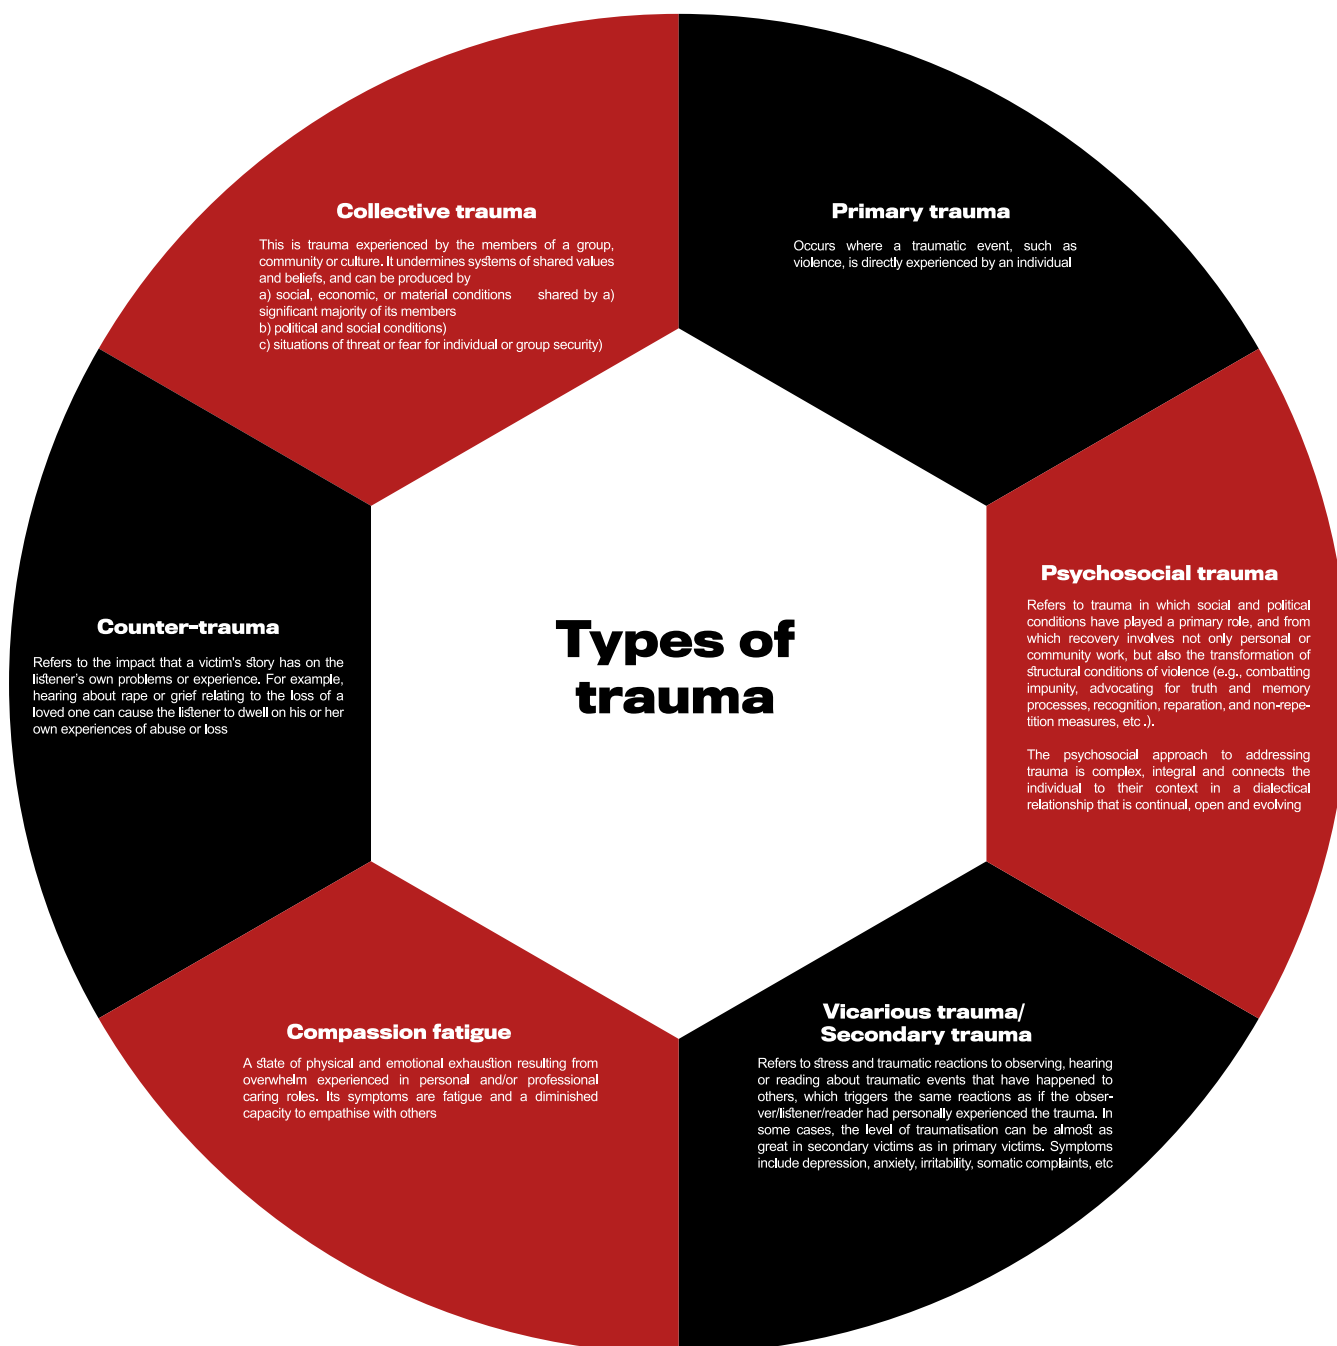 Types of
trauma
Primary trauma
Occurs where a traumatic event, such as
violence, is directly experienced by an individual
Psychosocial trauma
Refers to trauma in which social and political
conditions have played a primary role, and from
which recovery involves not only personal or
community work, but also the transformation of
structural conditions of violence (e.g., combatting
impunity, advocating for truth and memory
processes, recognition, reparation, and non-repe-
tition measures, etc .).
The psychosocial approach to addressing
trauma is complex, integral and connects the
individual to their context in a dialectical
relationship that is continual, open and evolving
Vicarious trauma/
Secondary trauma
Refers to stress and traumatic reactions to observing, hearing
or reading about traumatic events that have happened to
others, which triggers the same reactions as if the obser-
ver/listener/reader had personally experienced the trauma. In
some cases, the level of traumatisation can be almost as
great in secondary victims as in primary victims. Symptoms
include depression, anxiety, irritability, somatic complaints, etc
Compassion fatigue
A state of physical and emotional exhaustion resulting from
overwhelm experienced in personal and/or professional
caring roles. Its symptoms are fatigue and a diminished
capacity to empathise with others
Counter-trauma
Refers to the impact that a victim's story has on the
listener's own problems or experience. For example,
hearing about rape or grief relating to the loss of a
loved one can cause the listener to dwell on his or her
own experiences of abuse or loss
Collective trauma
This is trauma experienced by the members of a group,
community or culture. It undermines systems of shared values
and beliefs, and can be produced by
a) social, economic, or material conditions shared by a)
significant majority of its members
b) political and social conditions)
c) situations of threat or fear for individual or group security)